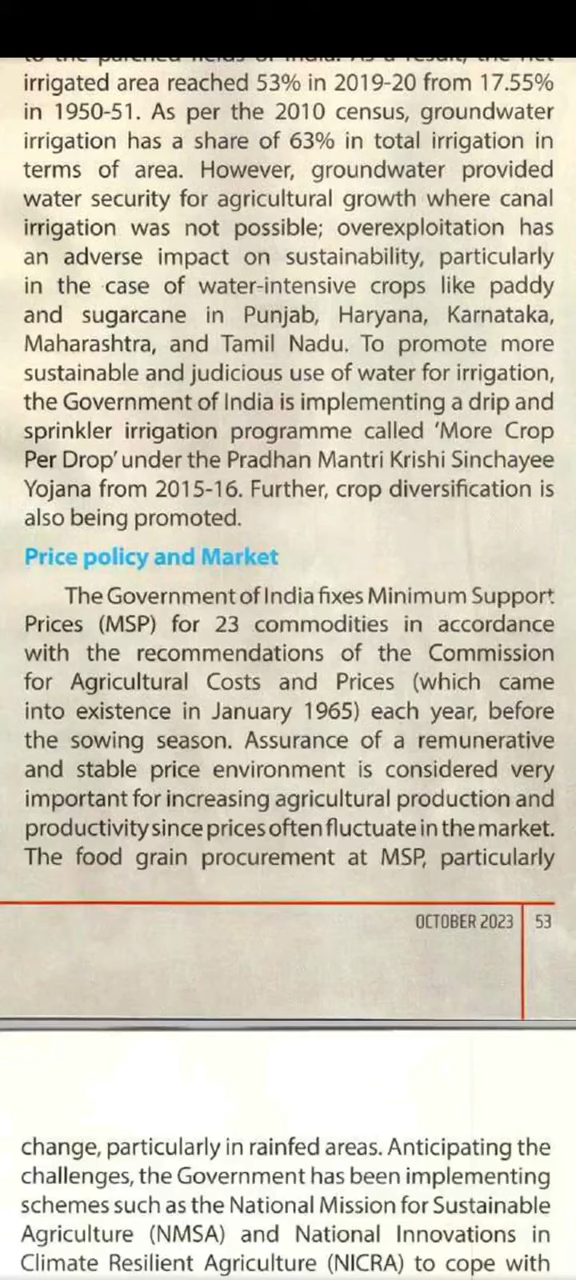 to the parched fields of India. As a result, the net
irrigated area reached 53% in 2019-20 from 17.55%
in 1950-51. As per the 2010 census, groundwater
irrigation has a share of 63% in total irrigation in
terms of area. However, groundwater provided
water security for agricultural growth where canal
irrigation was not possible; overexploitation has
an adverse impact on sustainability, particularly
in the case of water-intensive crops like paddy
and sugarcane in Punjab, Haryana, Karnataka,
Maharashtra, and Tamil Nadu. To promote more
sustainable and judicious use of water for irrigation,
the Government of India is implementing a drip and
sprinkler irrigation programme called ‘More Crop
Per Drop’ under the Pradhan Mantri Krishi Sinchayee
Yojana from 2015-16. Further, crop diversification is
also being promoted.
Price policy and Market
The Government of India fixes Minimum Support
Prices (MSP) for 23 commodities in accordance
with the recommendations of the Commission
for Agricultural Costs and Prices (which came
into existence in January 1965) each year, before
the sowing season. Assurance of a remunerative
and stable price environment is considered very
important for increasing agricultural production and
productivity since prices often fluctuate in the market.
The food grain procurement at MSP, particularly
OCTOBER 2023 53
change, particularly in rainfed areas. Anticipating the
challenges, the Government has been implementing
schemes such as the National Mission for Sustainable
Agriculture (NMSA) and National Innovations in
Climate Resilient Agriculture (NICRA) to cope with